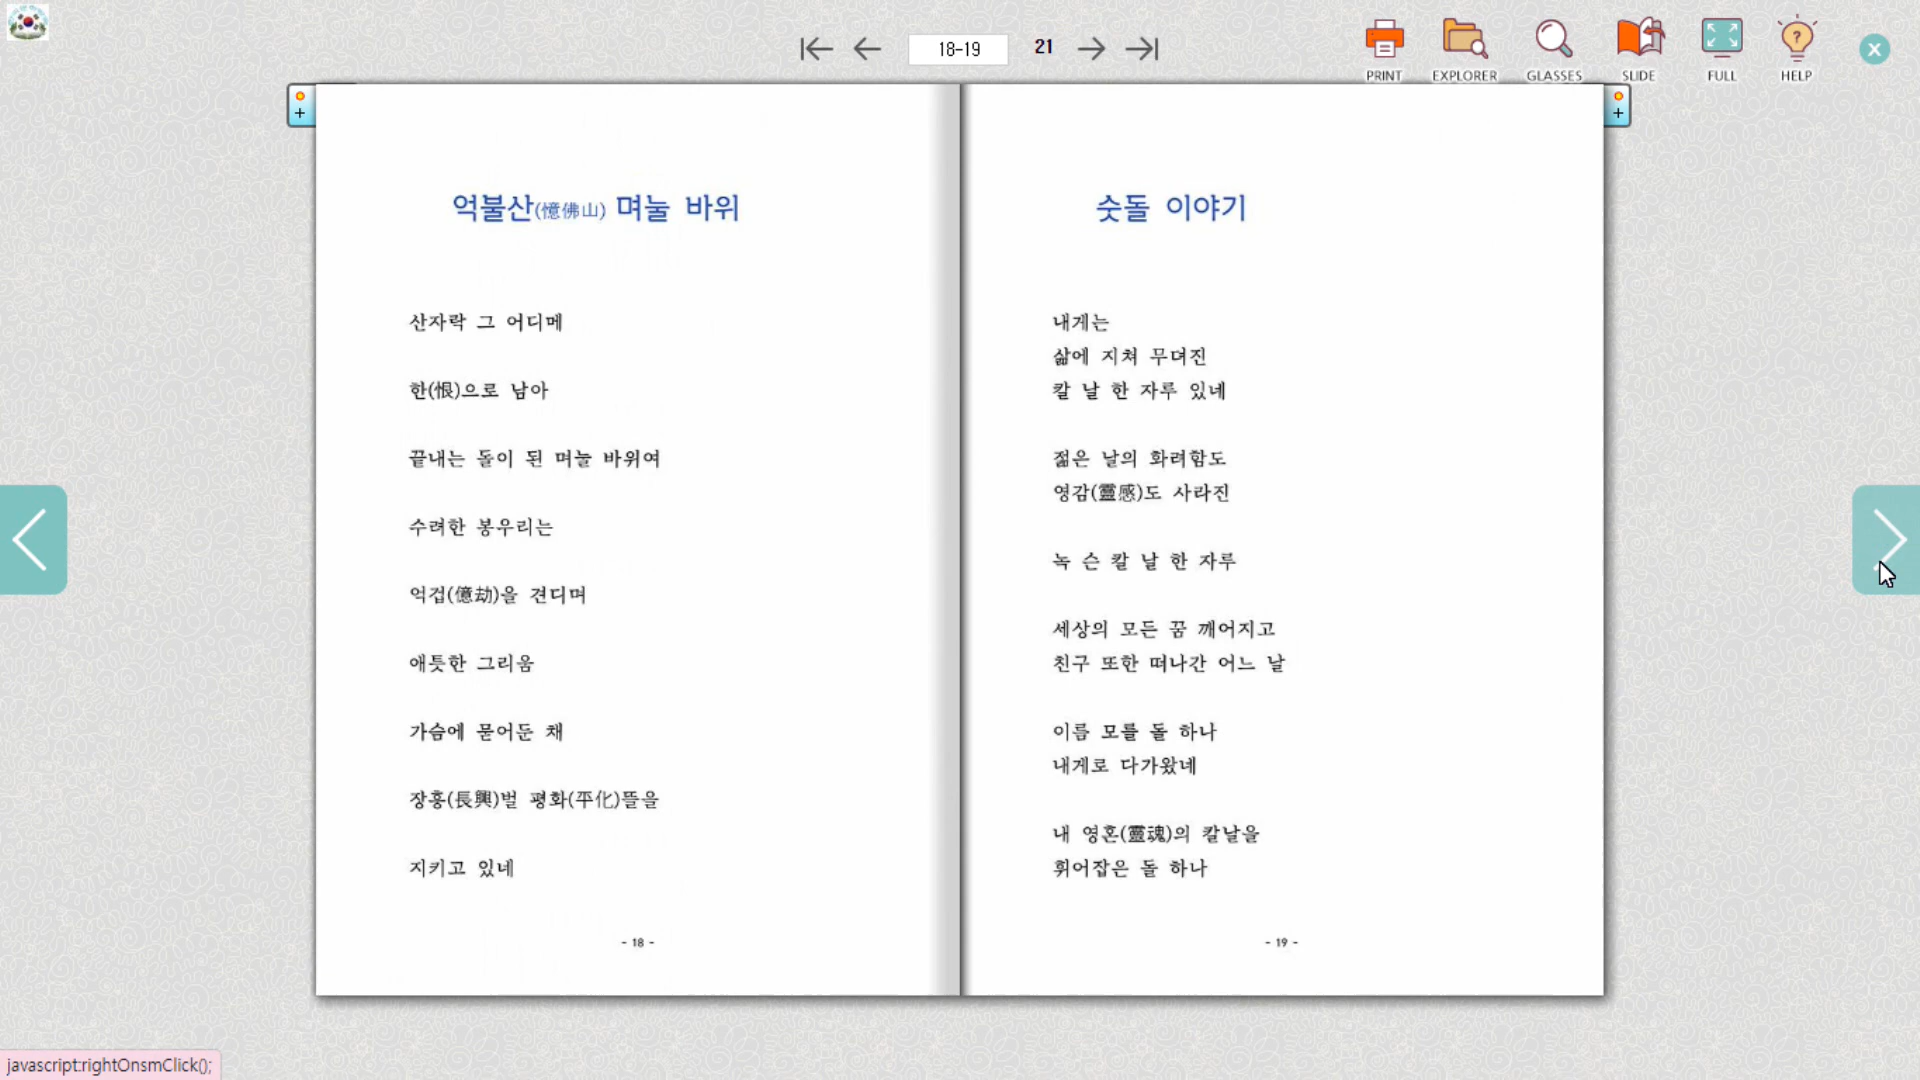 18-19
21
PRINT
EXPLORER
GLASSES
SLIDE
FULL
HELP
억불산(憶佛山) 며눌 바위
산자락 그 어디메
한(恨)으로 남아
끝내는 돌이 된 며눌 바위여
수려한 봉우리는
억겁(億劫)을 견디며
애틋한 그리움
가슴에 묻어둔 채
장흥(長興)벌 평화(平化)뜰을
지키고 있네
- 18 -
숫돌 이야기
내게는
삶에 지쳐 무뎌진
칼 날 한 자루 있네
젊은 날의 화려함도
영감(靈感)도 사라진
녹 슨 칼 날 한 자루
세상의 모든 꿈 깨어지고
친구 또한 떠나간 어느 날
이름 모를 돌 하나
내게로 다가왔네
내 영혼(靈魂)의 칼날을
휘어잡은 돌 하나
- 19 -
javascript:rightOnsmClick();